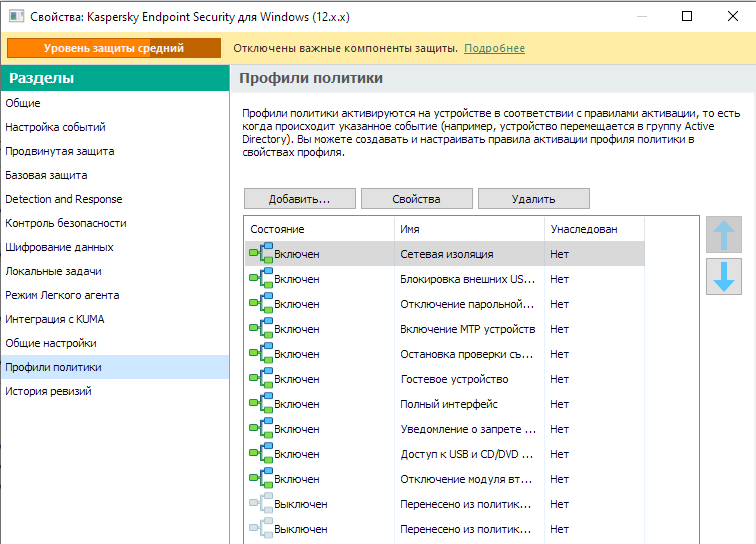 Свойства: Kaspersky Endpoint Security для Windows (12.x.x)
Уровень защиты средний
Отключены важные компоненты защиты. Подробнее
Разделы
Общие
Настройка событий
Продвинутая защита
Базовая защита
Detection and Response
Контроль безопасности
Шифрование данных
Локальные задачи
Режим Легкого агента
Интеграция с KUMA
Общие настройки
Профили политики
История ревизий
Профили политики
Профили политики активируются на устройстве в соответствии с правилами активации, то есть
когда происходит указанное событие (например, устройство перемещается в группу Active
Directory). Вы можете создавать и настраивать правила активации профиля политики в
свойствах профиля.
Добавить... Свойства Удалить
Состояние Имя Унаследован
Включен Сетевая изоляция Нет
Включен Блокировка внешних US... Нет
Включен Отключение парольной... Нет
Включен Включение MTP устройств Нет
Включен Остановка проверки съ... Нет
Включен Гостевое устройство Нет
Включен Полный интерфейс Нет
Включен Уведомление о запрете ... Нет
Включен Доступ к USB и CD/DVD ... Нет
Включен Отключение модуля вт... Нет
Выключен Перенесено из политик... Нет
Выключен Перенесено из политик... Нет